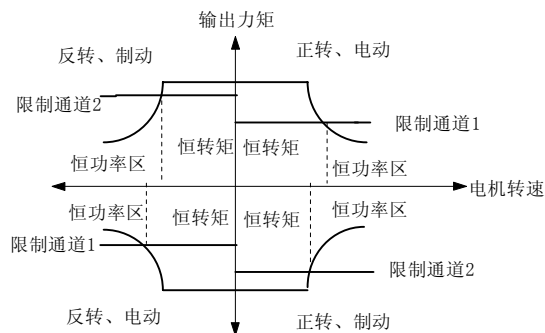 输出力矩
反转、制动
正转、电动
限制通道2
限制通道1
恒转矩
恒转矩
恒功率区
恒功率区
电机转速
恒功率区
恒转矩
恒转矩
恒功率区
限制通道1
限制通道2
反转、电动
正转、制动